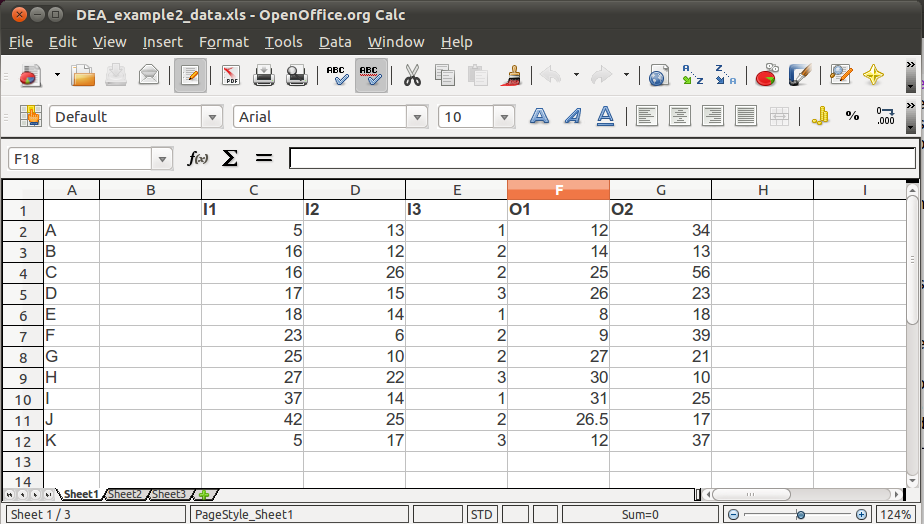 DEA_example2_data.xls - OpenOffice.org Calc
File Edit View Insert Format Tools Data Window Help
PDF ABC ABC A Z Z A
Default Arial 10 A A A % 0 .000
F18 f(x) Σ =
A B C D E F G H I
1 I1 I2 I3 O1 O2
2 A 5 13 1 12 34
3 B 16 12 2 14 13
4 C 16 26 2 25 56
5 D 17 15 3 26 23
6 E 18 14 1 8 18
7 F 23 6 2 9 39
8 G 25 10 2 27 21
9 H 27 22 3 30 10
10 I 37 14 1 31 25
11 J 42 25 2 26.5 17
12 K 5 17 3 12 37
13
14
Sheet1 Sheet2 Sheet3
Sheet 1 / 3 PageStyle_Sheet1 STD Sum=0 124%